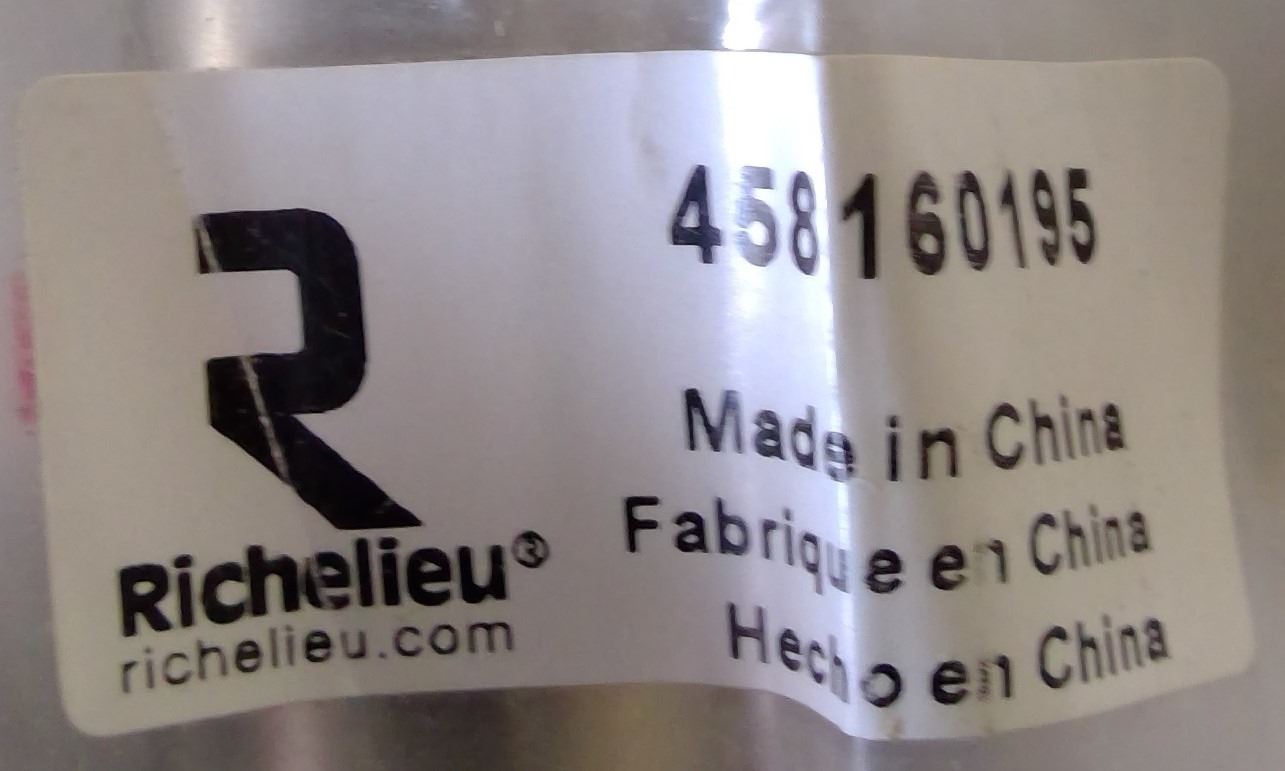 458160195
Made in China
Fabrique en China
Hecho en China
R
Richelieu®
richelieu.com